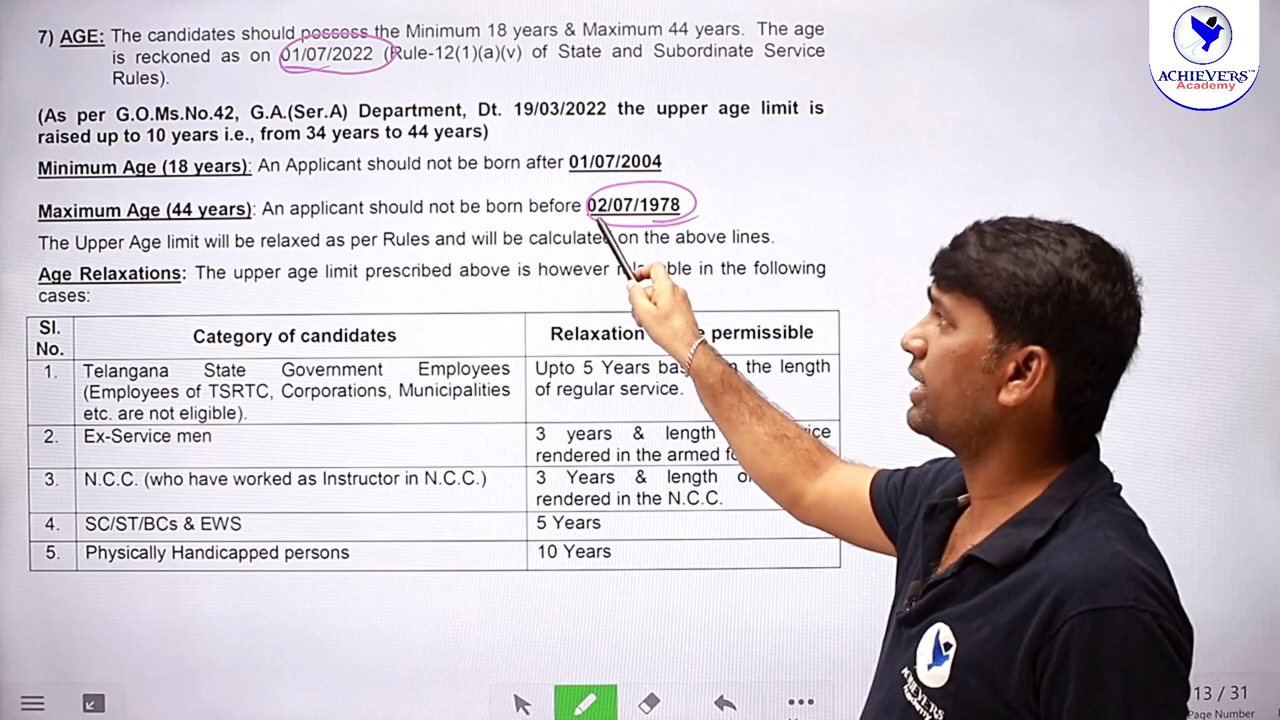 7) AGE: The candidates should possess the Minimum 18 years & Maximum 44 years. The age
is reckoned as on 01/07/2022 (Rule-12(1)(a)(v) of State and Subordinate Service
Rules).
(As per G.O.Ms.No.42, G.A.(Ser.A) Department, Dt. 19/03/2022 the upper age limit is
raised up to 10 years i.e., from 34 years to 44 years)
Minimum Age (18 years): An Applicant should not be born after 01/07/2004
Maximum Age (44 years): An applicant should not be born before 02/07/1978
The Upper Age limit will be relaxed as per Rules and will be calculated on the above lines.
Age Relaxations: The upper age limit prescribed above is however in the following
cases:
Sl. No. Category of candidates Relaxation permissible
1. Telangana State Government Employees Upto 5 Years the length
(Employees of TSRTC, Corporations, Municipalities of regular service.
etc. are not eligible).
2. Ex-Service men 3 years & length
rendered in the armed
3. N.C.C. (who have worked as Instructor in N.C.C.) 3 Years & length
rendered in the N.C.C.
4. SC/ST/BCs & EWS 5 Years
5. Physically Handicapped persons 10 Years
ACHIEVERS™
Academy
ACHIEVERS
Academy
13 / 31
Page Number